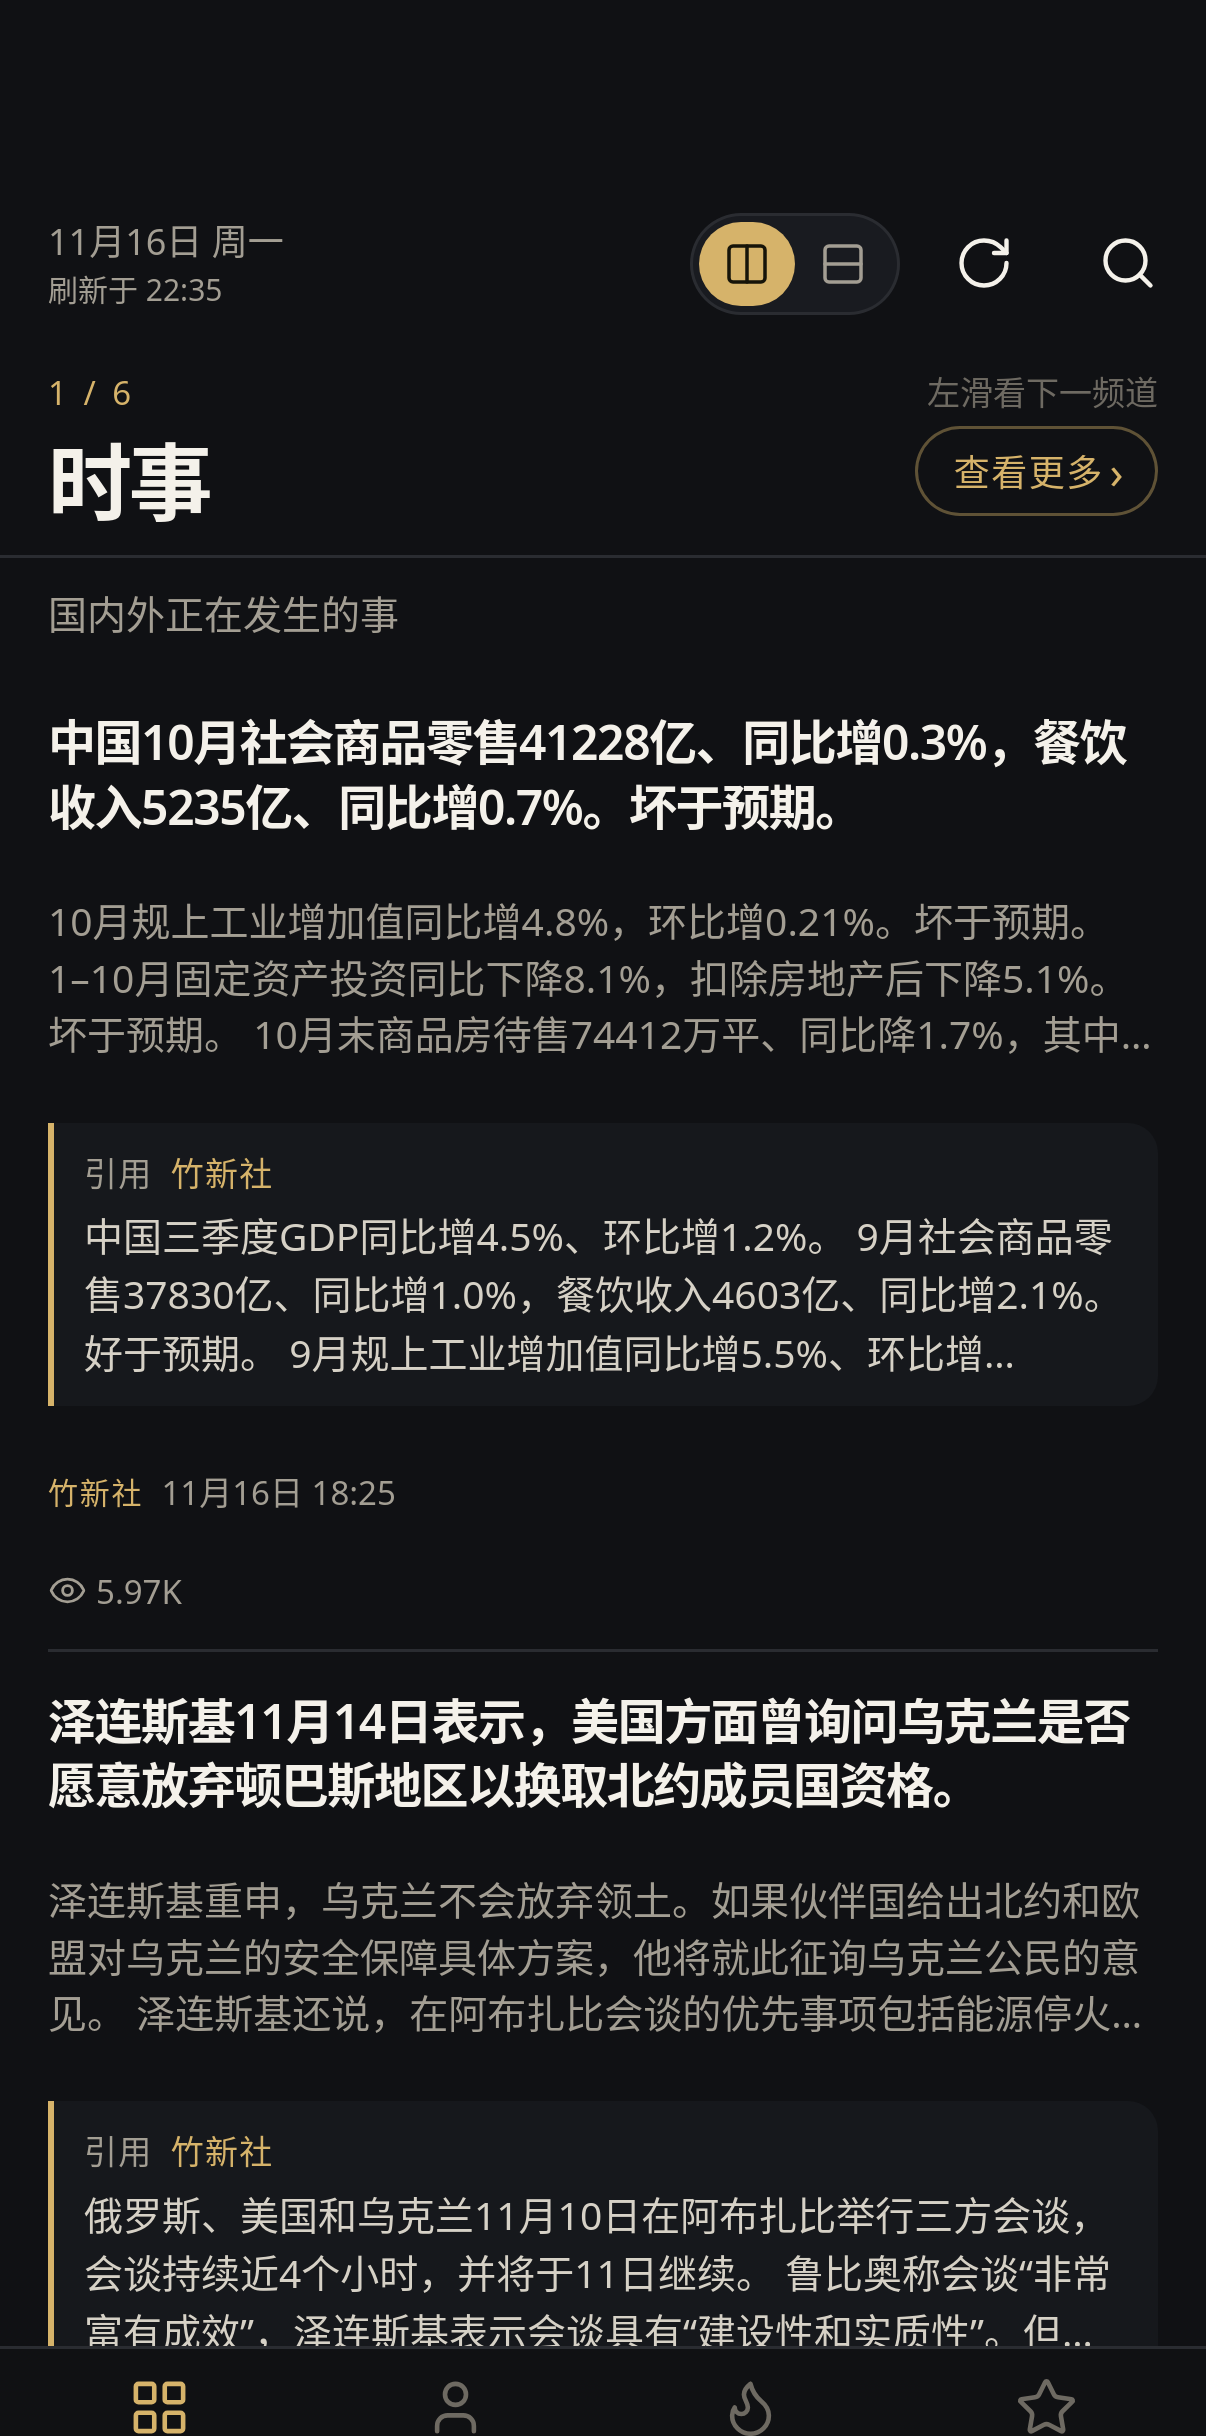 11月16日 周一
刷新于 22:35
1 / 6
左滑看下一频道
时事
查看更多 ›
国内外正在发生的事
中国10月社会商品零售41228亿、同比增0.3%，餐饮
收入5235亿、同比增0.7%。坏于预期。
10月规上工业增加值同比增4.8%，环比增0.21%。坏于预期。
1–10月固定资产投资同比下降8.1%，扣除房地产后下降5.1%。
坏于预期。 10月末商品房待售74412万平、同比降1.7%，其中...
引用 竹新社
中国三季度GDP同比增4.5%、环比增1.2%。 9月社会商品零
售37830亿、同比增1.0%，餐饮收入4603亿、同比增2.1%。
好于预期。 9月规上工业增加值同比增5.5%、环比增...
竹新社 11月16日 18:25
5.97K
泽连斯基11月14日表示，美国方面曾询问乌克兰是否
愿意放弃顿巴斯地区以换取北约成员国资格。
泽连斯基重申，乌克兰不会放弃领土。如果伙伴国给出北约和欧
盟对乌克兰的安全保障具体方案，他将就此征询乌克兰公民的意
见。 泽连斯基还说，在阿布扎比会谈的优先事项包括能源停火...
引用 竹新社
俄罗斯、美国和乌克兰11月10日在阿布扎比举行三方会谈，
会谈持续近4个小时，并将于11日继续。 鲁比奥称会谈“非常
富有成效”，泽连斯基表示会谈具有“建设性和实质性”。但...